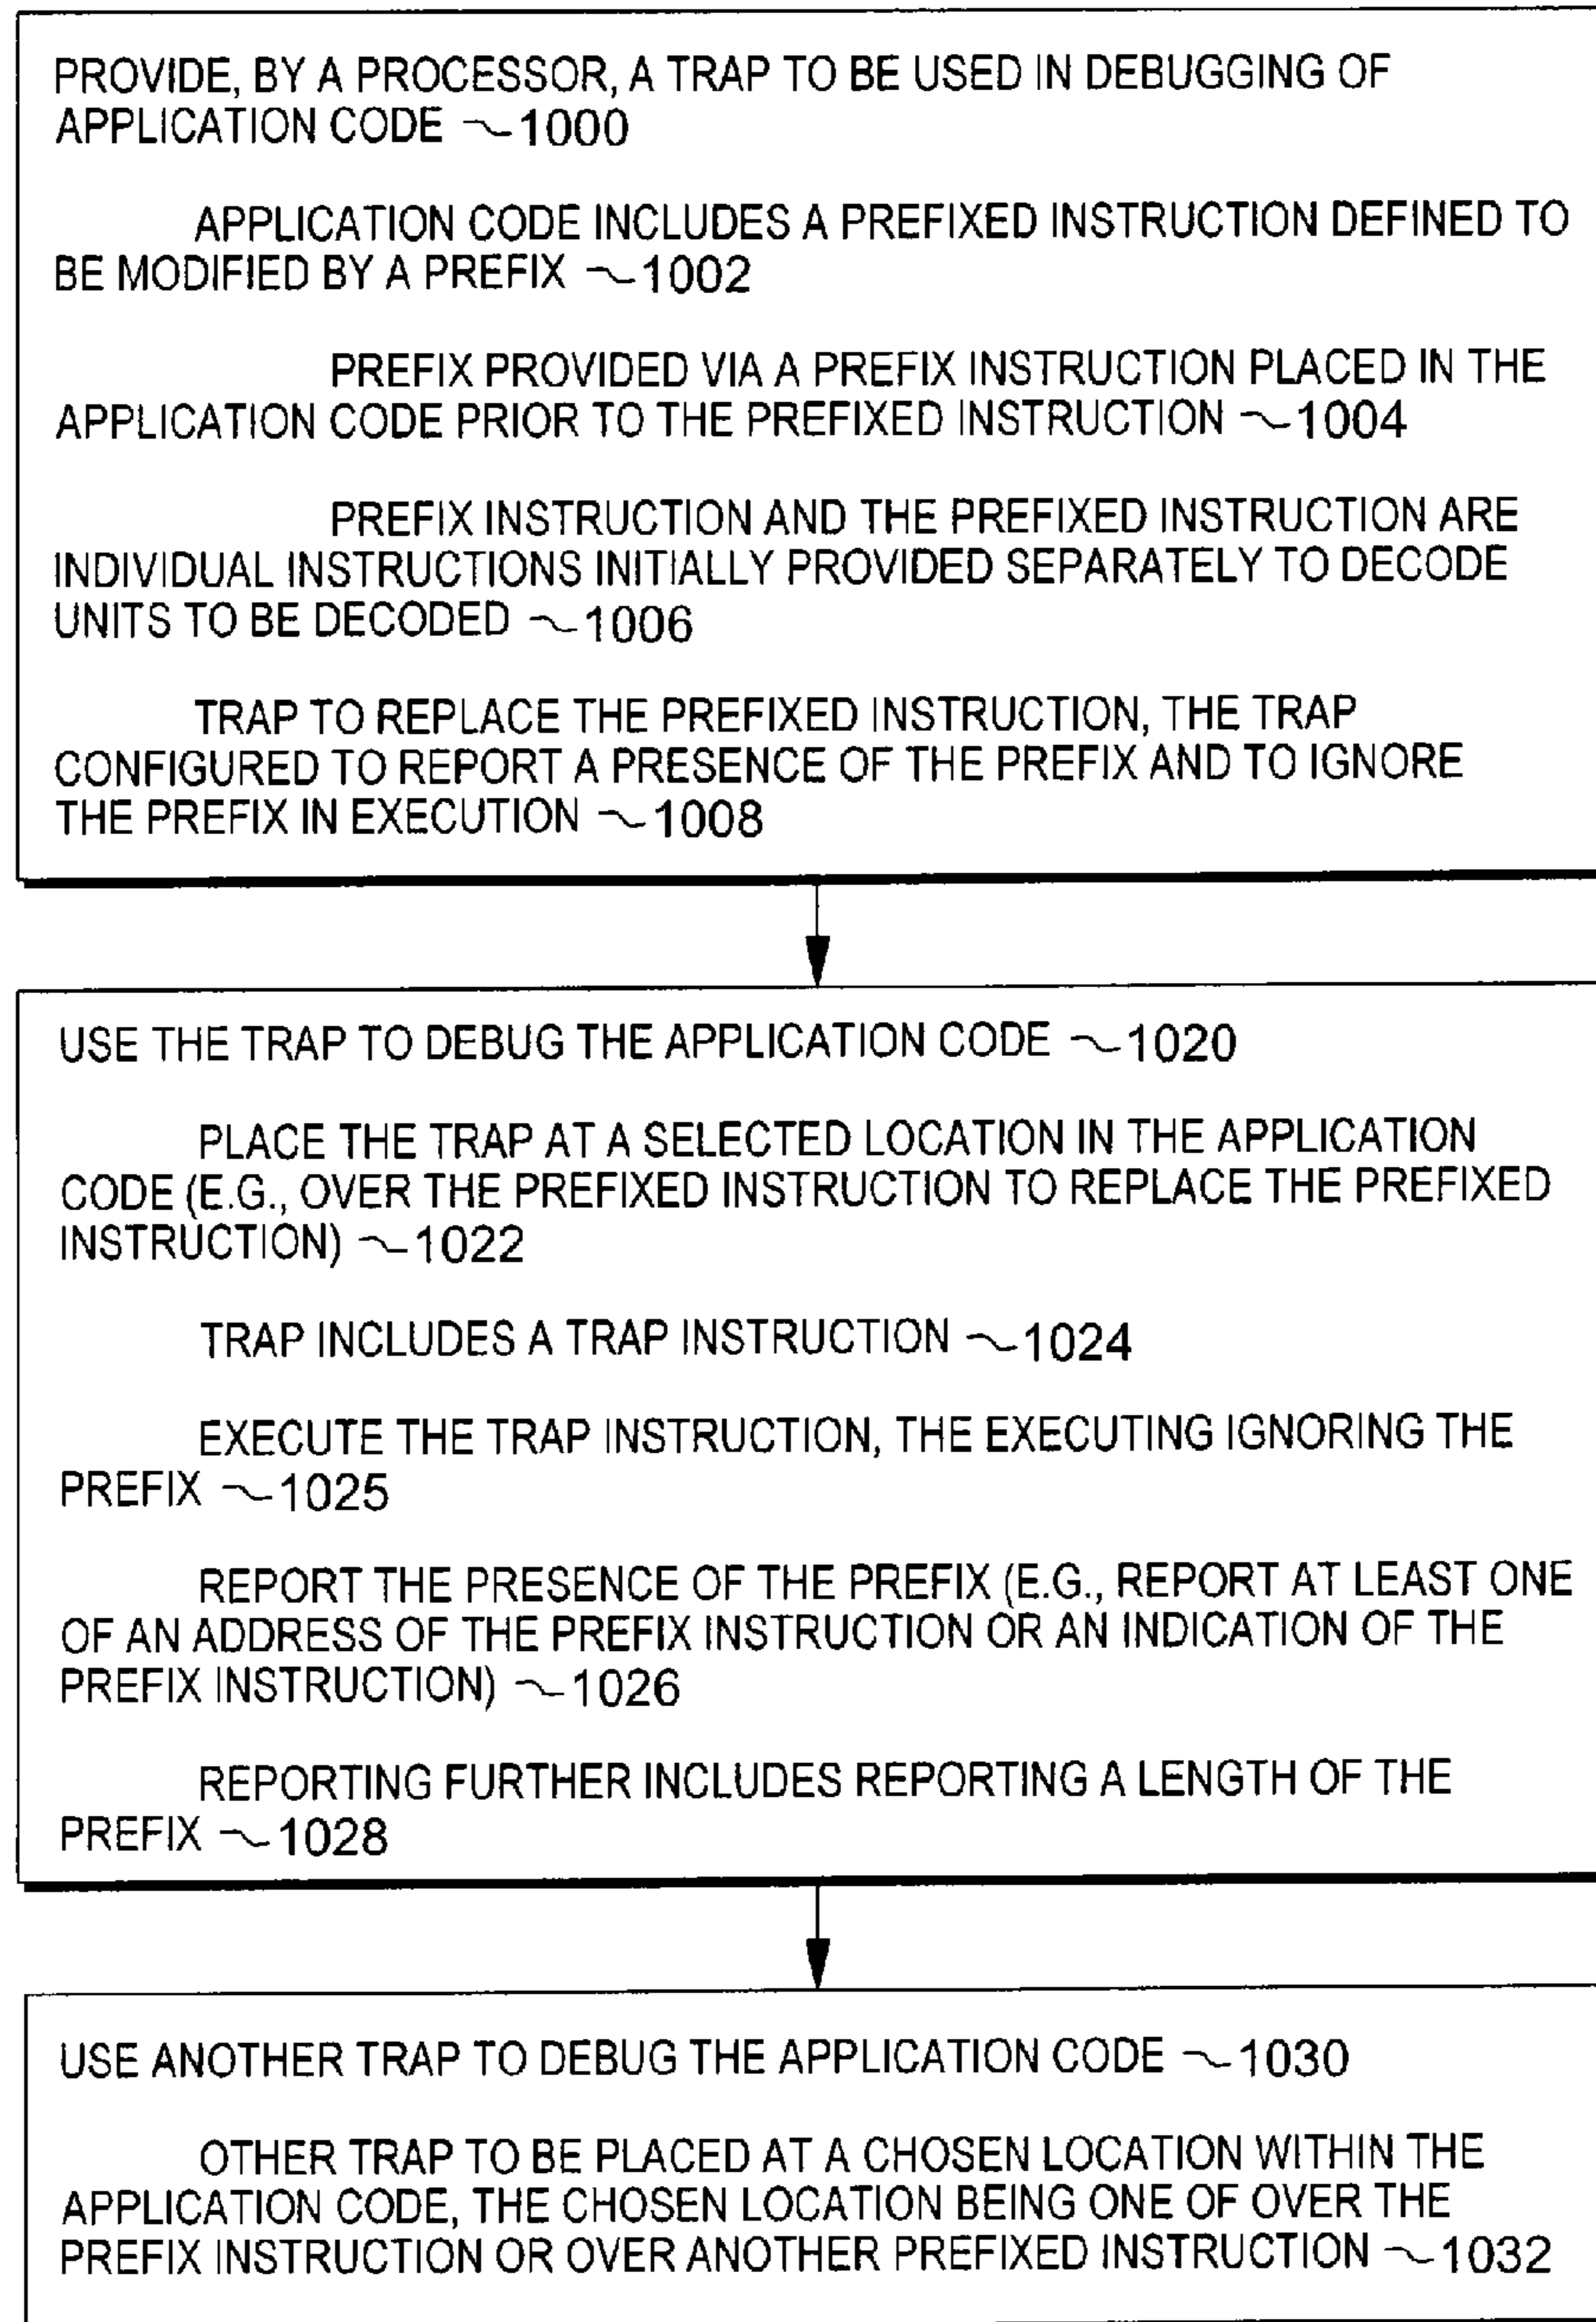 PROVIDE, BY A PROCESSOR, A TRAP TO BE USED IN DEBUGGING OF
APPLICATION CODE ~1000
APPLICATION CODE INCLUDES A PREFIXED INSTRUCTION DEFINED TO
BE MODIFIED BY A PREFIX ~1002
PREFIX PROVIDED VIA A PREFIX INSTRUCTION PLACED IN THE
APPLICATION CODE PRIOR TO THE PREFIXED INSTRUCTION ~1004
PREFIX INSTRUCTION AND THE PREFIXED INSTRUCTION ARE
INDIVIDUAL INSTRUCTIONS INITIALLY PROVIDED SEPARATELY TO DECODE
UNITS TO BE DECODED ~1006
TRAP TO REPLACE THE PREFIXED INSTRUCTION, THE TRAP
CONFIGURED TO REPORT A PRESENCE OF THE PREFIX AND TO IGNORE
THE PREFIX IN EXECUTION ~1008
USE THE TRAP TO DEBUG THE APPLICATION CODE ~1020
PLACE THE TRAP AT A SELECTED LOCATION IN THE APPLICATION
CODE (E.G., OVER THE PREFIXED INSTRUCTION TO REPLACE THE PREFIXED
INSTRUCTION) ~1022
TRAP INCLUDES A TRAP INSTRUCTION ~1024
EXECUTE THE TRAP INSTRUCTION, THE EXECUTING IGNORING THE
PREFIX ~1025
REPORT THE PRESENCE OF THE PREFIX (E.G., REPORT AT LEAST ONE
OF AN ADDRESS OF THE PREFIX INSTRUCTION OR AN INDICATION OF THE
PREFIX INSTRUCTION) ~1026
REPORTING FURTHER INCLUDES REPORTING A LENGTH OF THE
PREFIX ~1028
USE ANOTHER TRAP TO DEBUG THE APPLICATION CODE ~1030
OTHER TRAP TO BE PLACED AT A CHOSEN LOCATION WITHIN THE
APPLICATION CODE, THE CHOSEN LOCATION BEING ONE OF OVER THE
PREFIX INSTRUCTION OR OVER ANOTHER PREFIXED INSTRUCTION ~1032